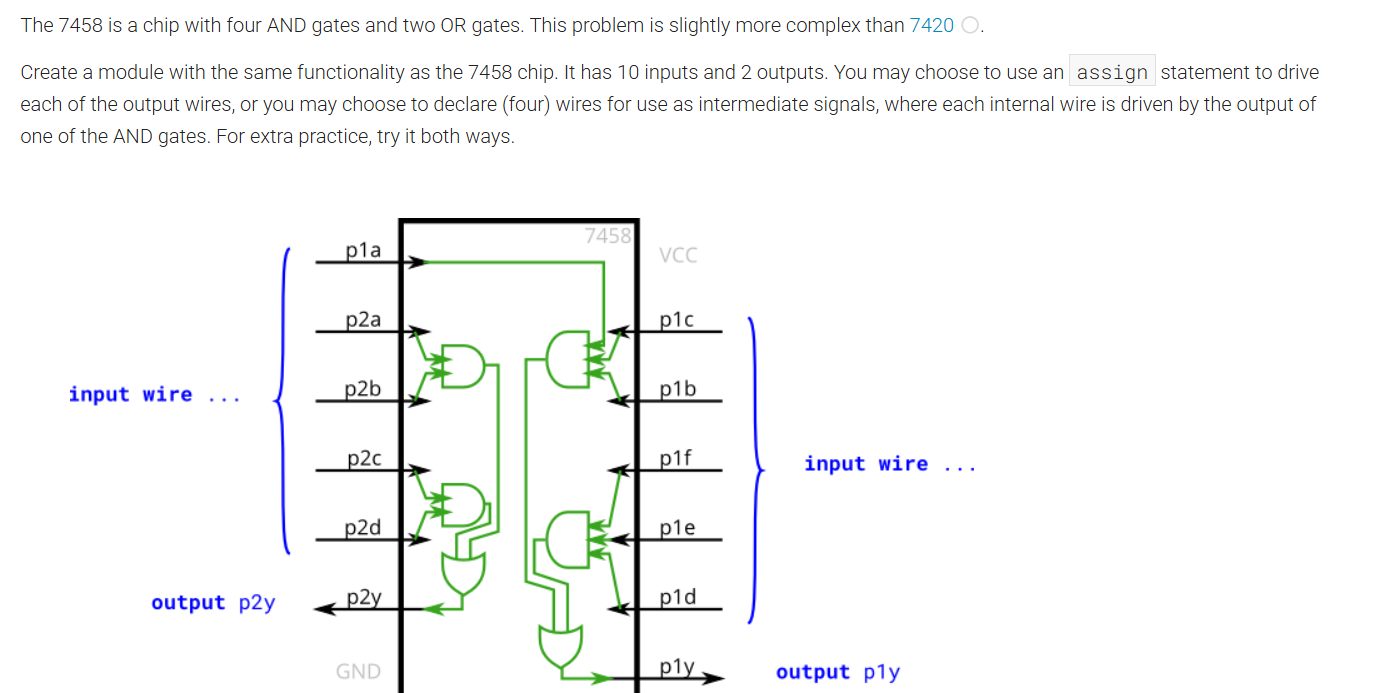 The 7458 is a chip with four AND gates and two OR gates. This problem is slightly more complex than 7420 .
Create a module with the same functionality as the 7458 chip. It has 10 inputs and 2 outputs. You may choose to use an assign statement to drive
each of the output wires, or you may choose to declare (four) wires for use as intermediate signals, where each internal wire is driven by the output of
one of the AND gates. For extra practice, try it both ways.
7458
p1a
VCC
p2a
p1c
input wire ...
p2b
p1b
p2c
p1f
input wire ...
p2d
p1e
output p2y
p2y
p1d
GND
p1y
output p1y